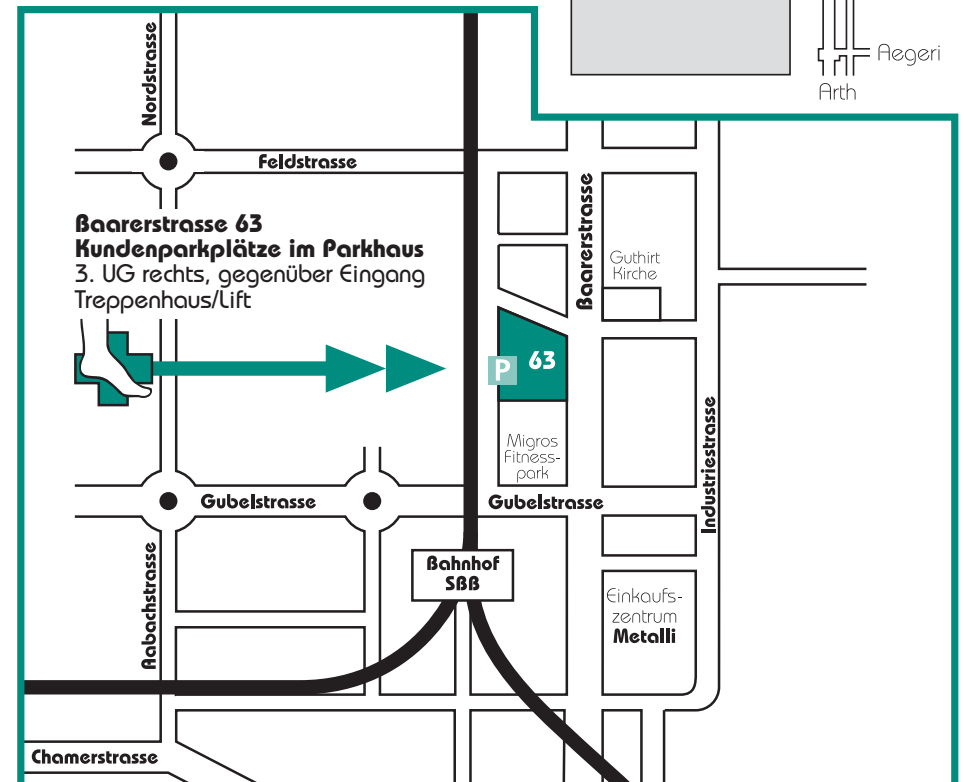 Aegeri
Arth
Nordstrasse
Feldstrasse
Baarerstrasse 63
Kundenparkplätze im Parkhaus
3. UG rechts, gegenüber Eingang
Treppenhaus/Lift
Baarerstrasse
Guthirt
Kirche
P
63
Migros
Fitness-
park
Industriestrasse
Gubelstrasse
Gubelstrasse
Bahnhof
SBB
Aabachstrasse
Einkaufs-
zentrum
Metalli
Chamerstrasse